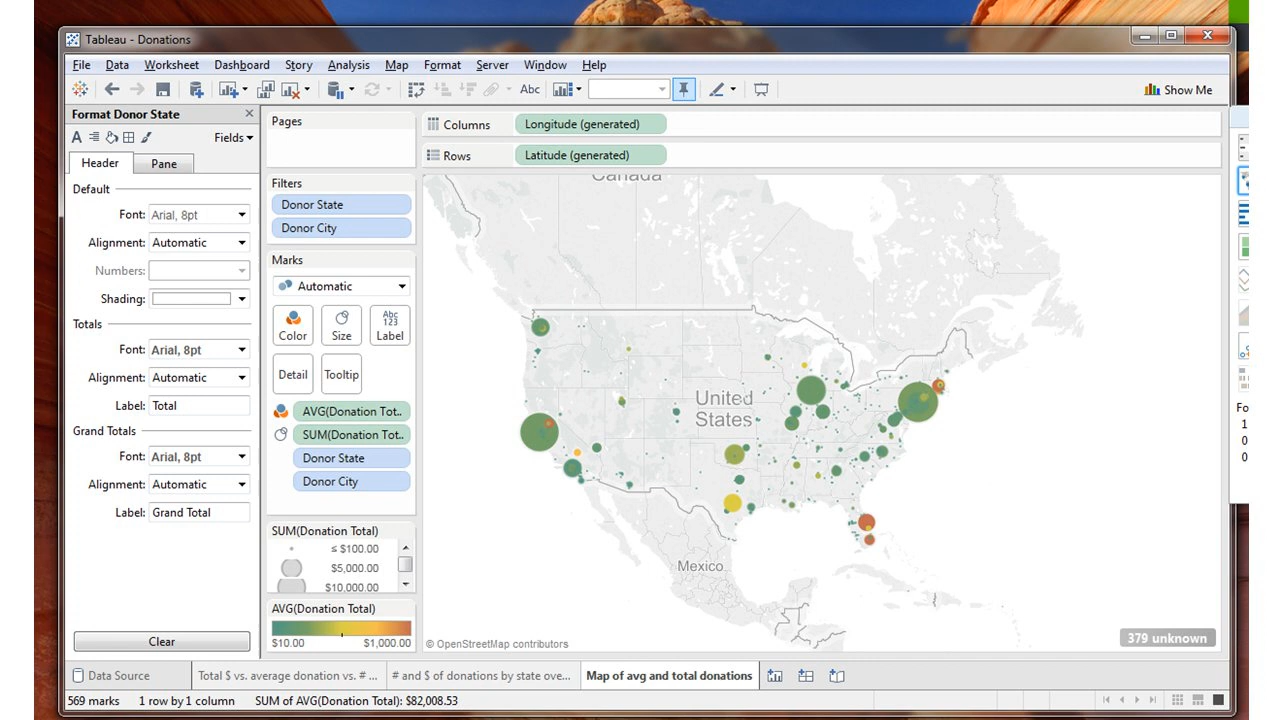 Tableau - Donations
File Data Worksheet Dashboard Story Analysis Map Format Server Window Help
Abc
Show Me
Format Donor State
Fields
Header Pane
Default
Font: Arial, 8pt
Alignment: Automatic
Numbers:
Shading:
Totals
Font: Arial, 8pt
Alignment: Automatic
Label: Total
Grand Totals
Font: Arial, 8pt
Alignment: Automatic
Label: Grand Total
Clear
Pages
Filters
Donor State
Donor City
Marks
Automatic
Color Size Abc 123 Label
Detail Tooltip
AVG(Donation Tot..
SUM(Donation Tot..
Donor State
Donor City
SUM(Donation Total)
≤ $100.00
$5,000.00
$10,000.00
AVG(Donation Total)
$10.00 $1,000.00
Columns Longitude (generated)
Rows Latitude (generated)
Canada
United
States
Mexico
© OpenStreetMap contributors
379 unknown
Fo
1
0
0
Data Source Total $ vs. average donation vs. # ... # and $ of donations by state ove... Map of avg and total donations
569 marks 1 row by 1 column SUM of AVG(Donation Total): $82,008.53